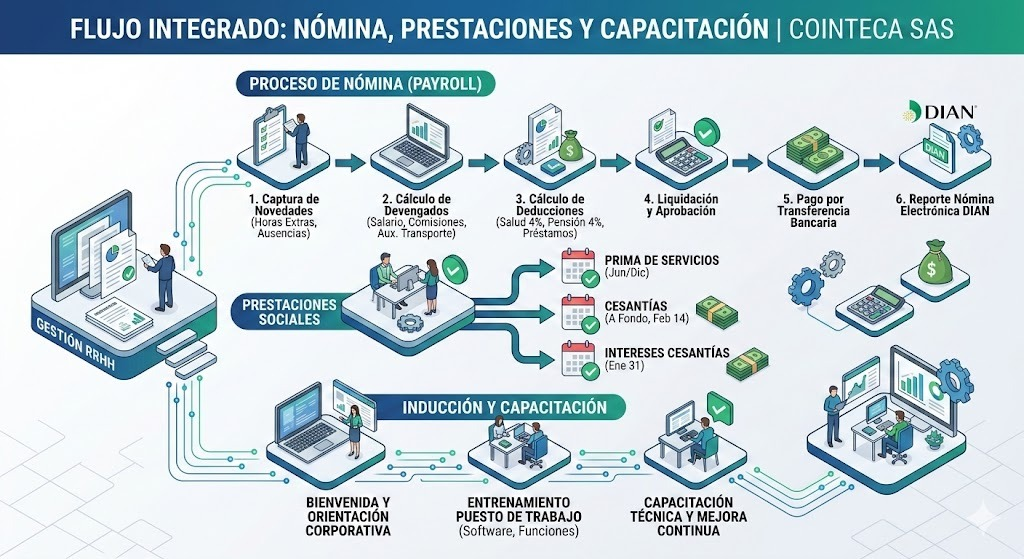 FLUJO INTEGRADO: NÓMINA, PRESTACIONES Y CAPACITACIÓN | COINTECA SAS
PROCESO DE NÓMINA (PAYROLL)
DIAN
DIAN
1. Captura de
Novedades
(Horas Extras,
Ausencias)
2. Cálculo de
Devengados
(Salario, Comisiones,
Aux. Transporte)
3. Cálculo de
Deducciones
(Salud 4%, Pensión 4%,
Préstamos)
4. Liquidación
y Aprobación
5. Pago por
Transferencia
Bancaria
6. Reporte Nómina
Electrónica DIAN
GESTIÓN RRHH
PRESTACIONES
SOCIALES
PRIMA DE SERVICIOS
(Jun/Dic)
CESANTÍAS
(A Fondo, Feb 14)
INTERESES CESANTÍAS
(Ene 31)
INDUCCIÓN Y CAPACITACIÓN
BIENVENIDA Y
ORIENTACIÓN
CORPORATIVA
ENTRENAMIENTO
PUESTO DE TRABAJO
(Software, Funciones)
CAPACITACIÓN
TÉCNICA Y MEJORA
CONTINUA